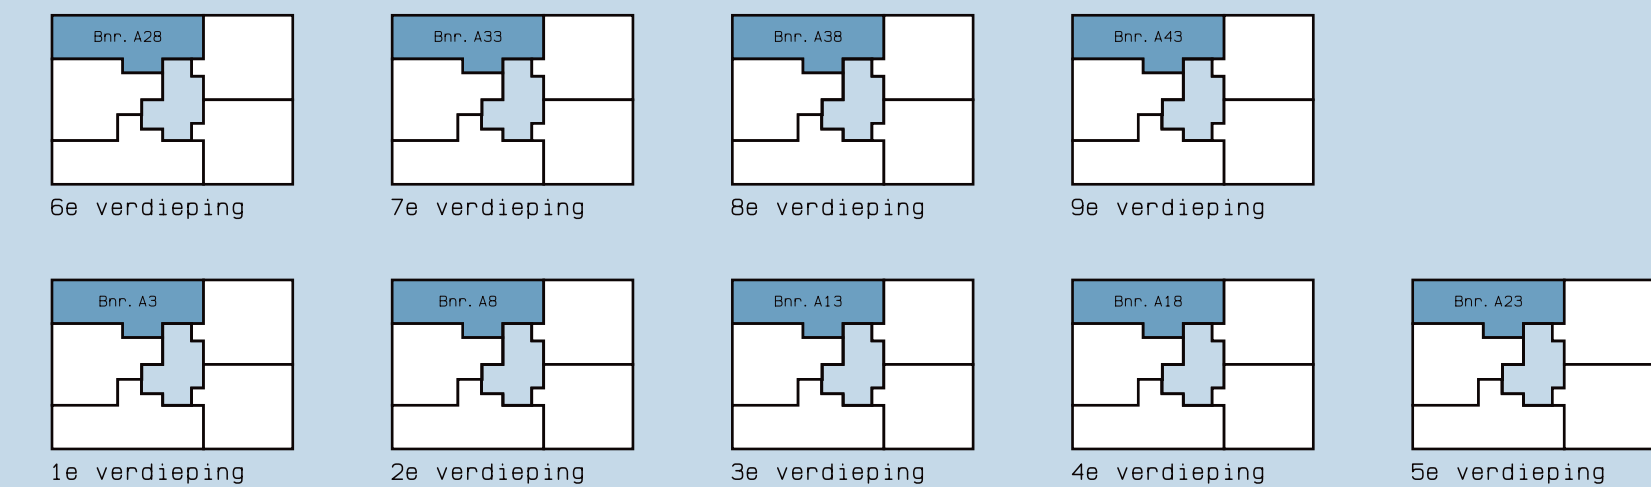 Bnr. A28
Bnr. A33
Bnr. A38
Bnr. A43
6e verdieping
7e verdieping
8e verdieping
9e verdieping
Bnr. A3
Bnr. A8
Bnr. A13
Bnr. A18
Bnr. A23
1e verdieping
2e verdieping
3e verdieping
4e verdieping
5e verdieping